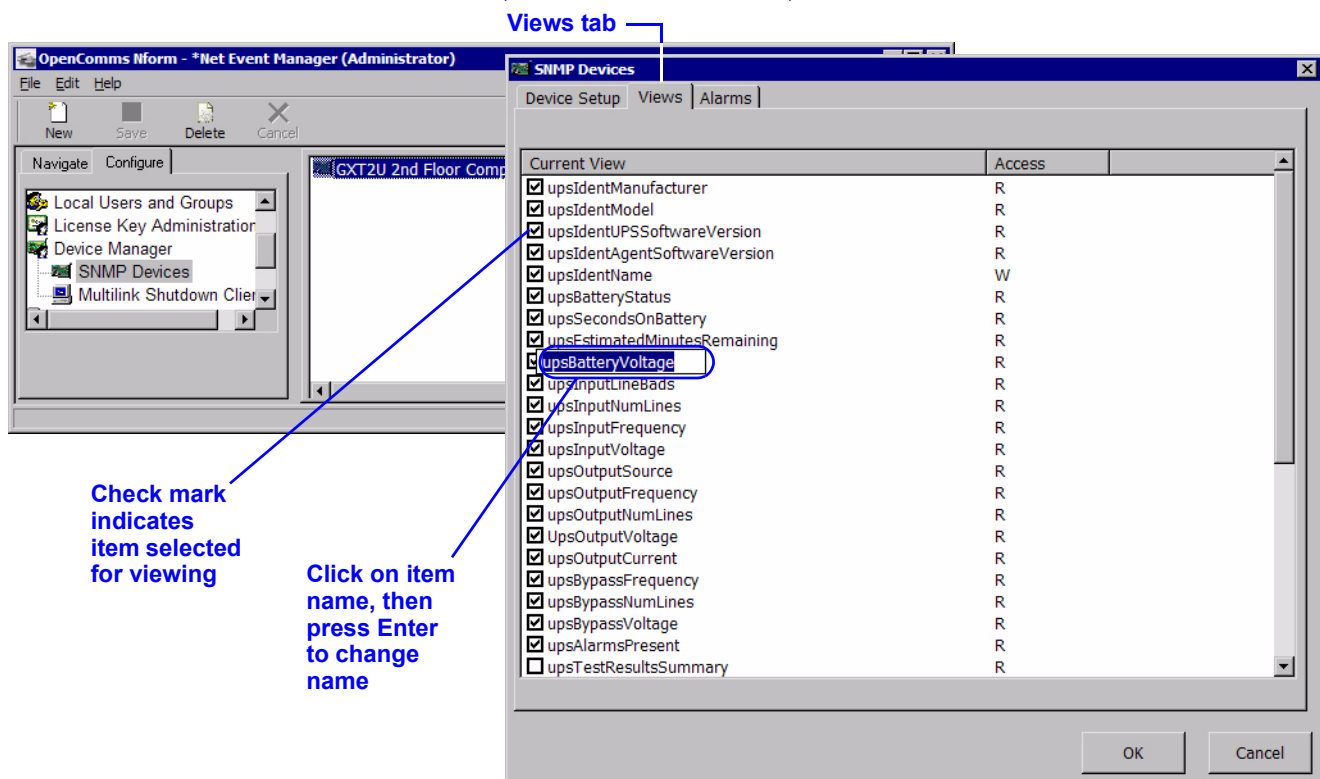 Views tab
OpenComms Nform - *Net Event Manager (Administrator)
File Edit Help
New Save Delete Cancel
Navigate Configure
Local Users and Groups
License Key Administration
Device Manager
SNMP Devices
Multilink Shutdown Clier
GXT2U 2nd Floor Comp
SNMP Devices
Device Setup Views Alarms
Current View Access
upsIdentManufacturer R
upsIdentModel R
upsIdentUPSSoftwareVersion R
upsIdentAgentSoftwareVersion R
upsIdentName W
upsBatteryStatus R
upsSecondsOnBattery R
upsEstimatedMinutesRemaining R
upsBatteryVoltage R
upsInputLineBads R
upsInputNumLines R
upsInputFrequency R
upsInputVoltage R
upsOutputSource R
upsOutputFrequency R
upsOutputNumLines R
UpsOutputVoltage R
upsOutputCurrent R
upsBypassFrequency R
upsBypassNumLines R
upsBypassVoltage R
upsAlarmsPresent R
upsTestResultsSummary R
OK Cancel
Check mark
indicates
item selected
for viewing
Click on item
name, then
press Enter
to change
name